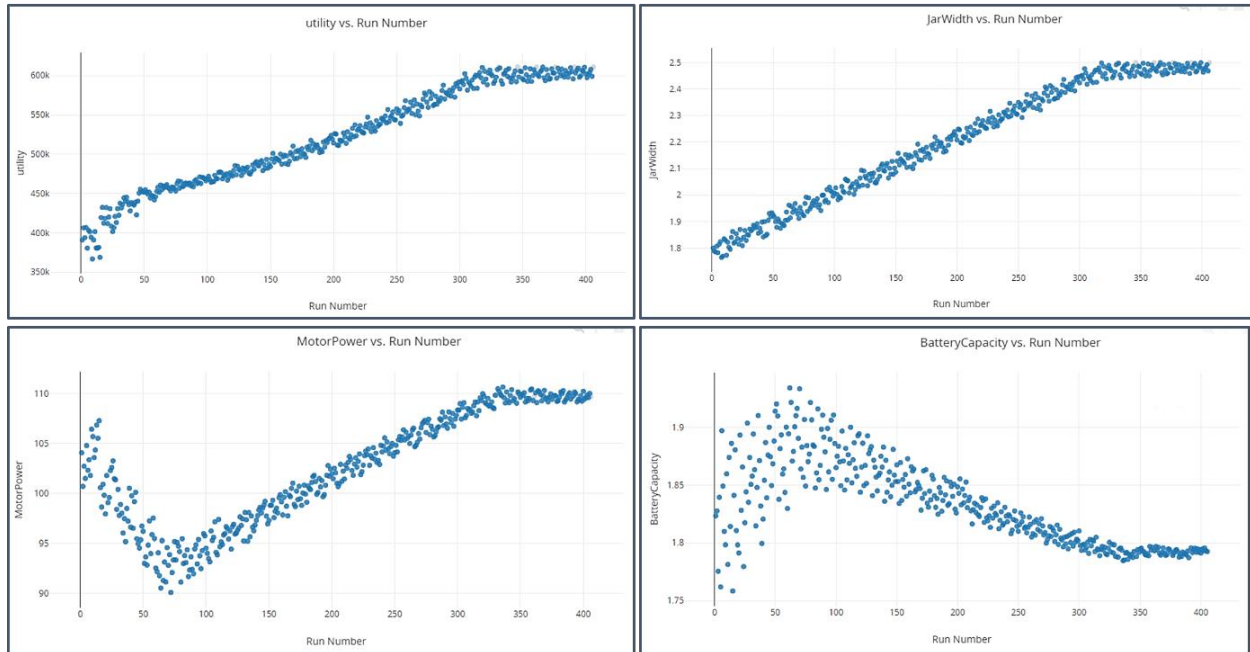 utility vs. Run Number
600k
550k
500k
450k
400k
350k
utility
0 50 100 150 200 250 300 350 400
Run Number
JarWidth vs. Run Number
2.5
2.4
2.3
2.2
2.1
2
1.9
1.8
JarWidth
0 50 100 150 200 250 300 350 400
Run Number
MotorPower vs. Run Number
110
105
100
95
90
MotorPower
0 50 100 150 200 250 300 350 400
Run Number
BatteryCapacity vs. Run Number
1.9
1.85
1.8
1.75
BatteryCapacity
0 50 100 150 200 250 300 350 400
Run Number